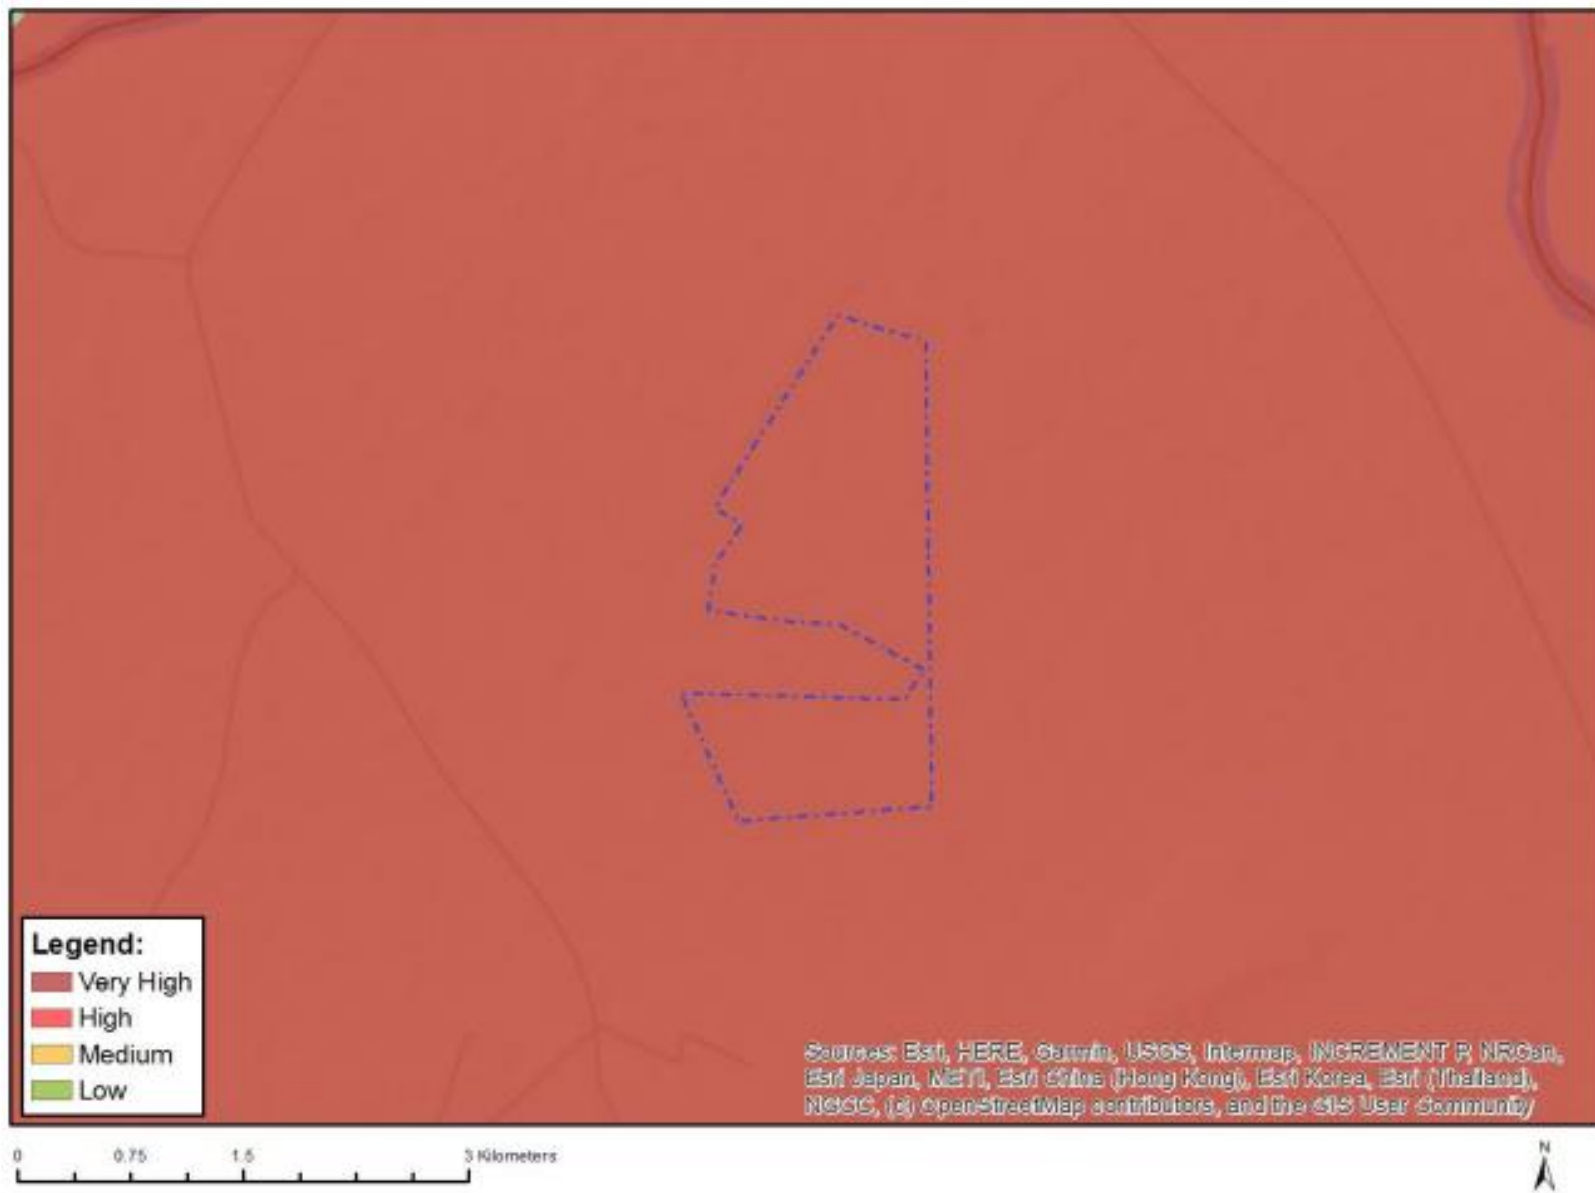 Legend:
Very High
High
Medium
Low
Sources: Esri, HERE, Garmin, USGS, Intermap, INCREMENT P, NRCan,
Esri Japan, METI, Esri China (Hong Kong), Esri Korea, Esri (Thailand),
NGCC, (c) OpenStreetMap contributors, and the GIS User Community
0 0.75 1.5 3 Kilometers
N